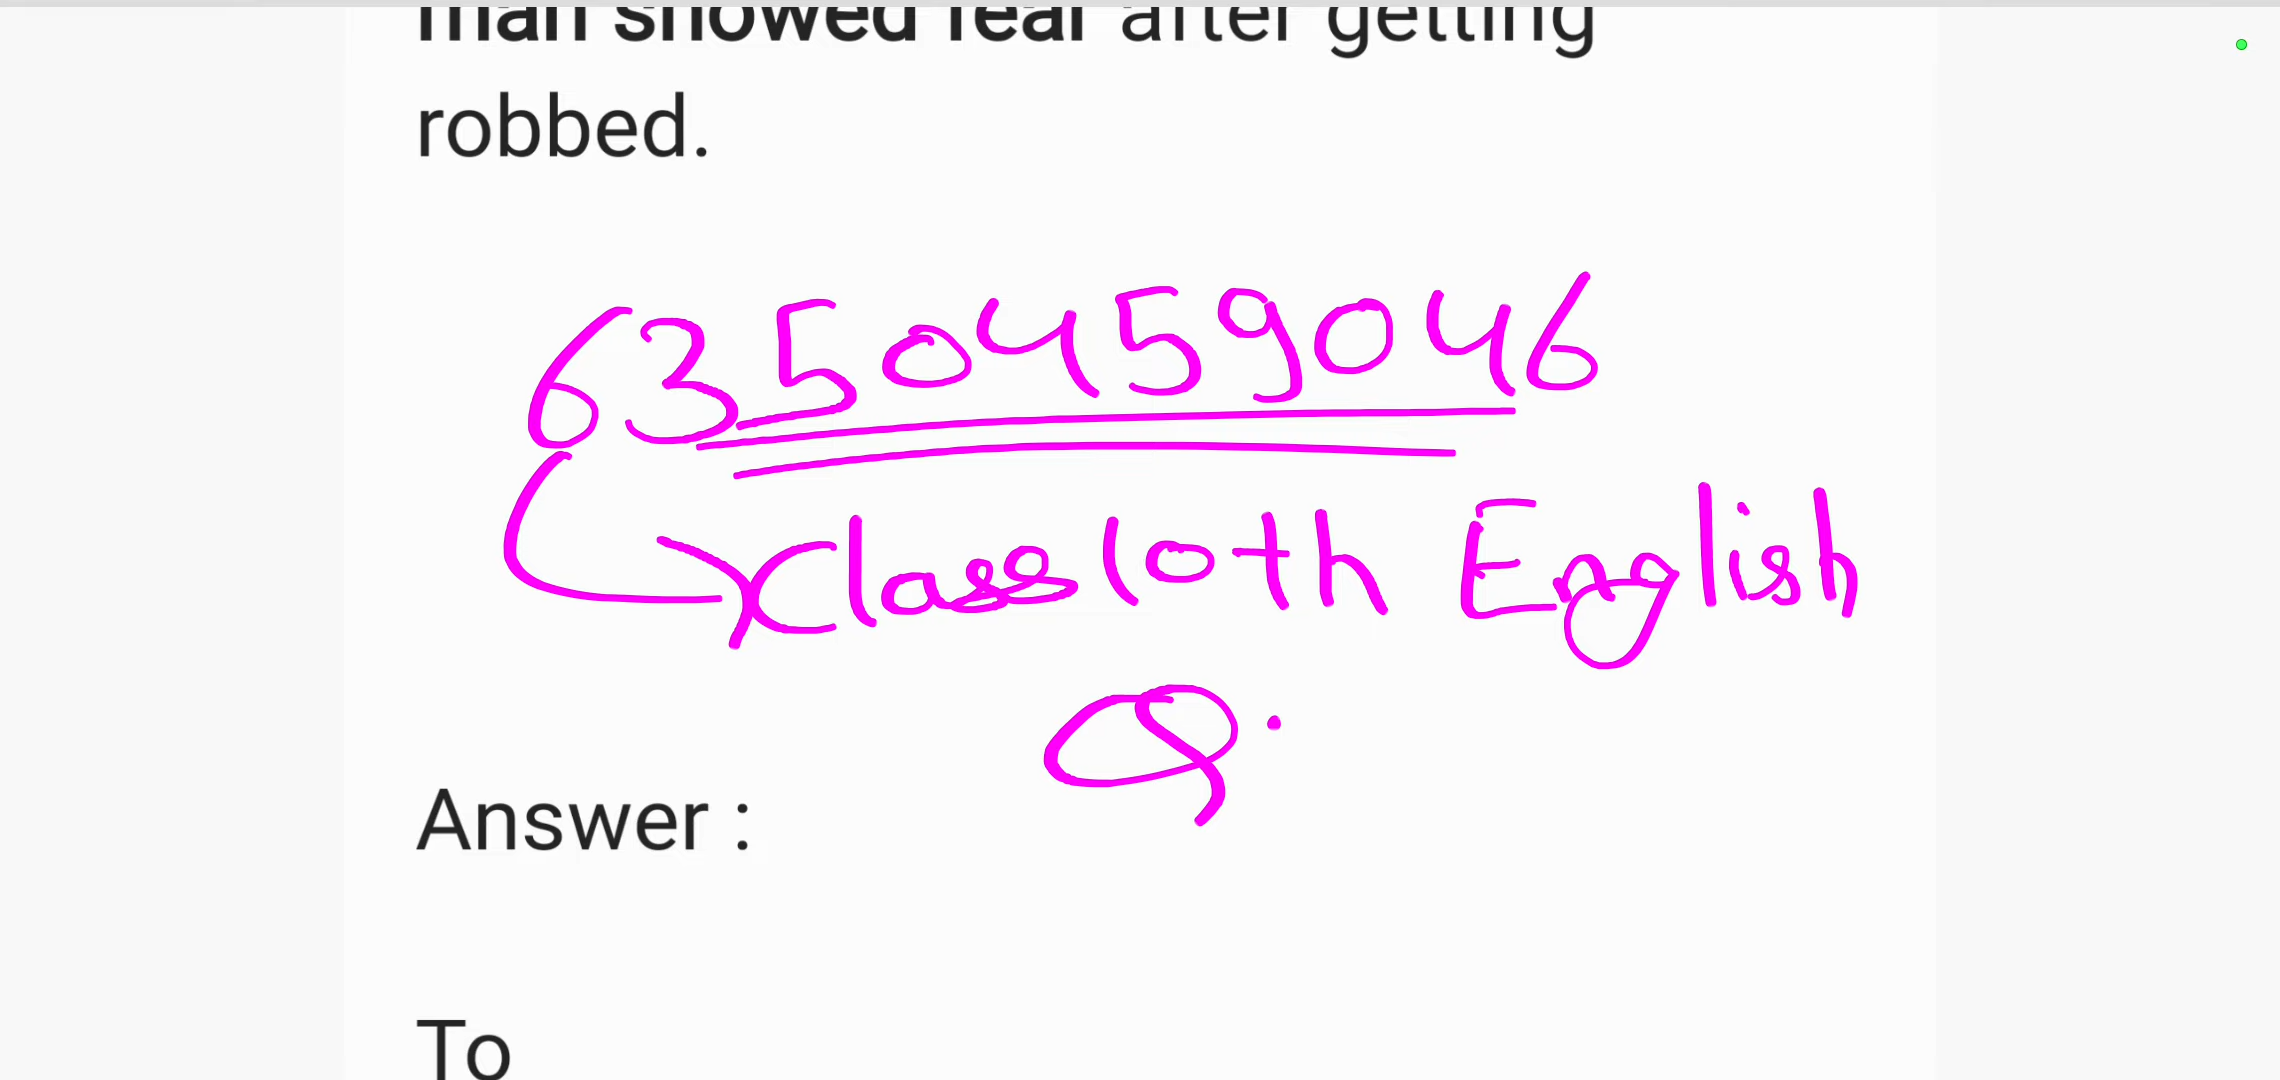 man showed fear after getting
robbed.
6350459046
Class 10th English
Q.
Answer :
To